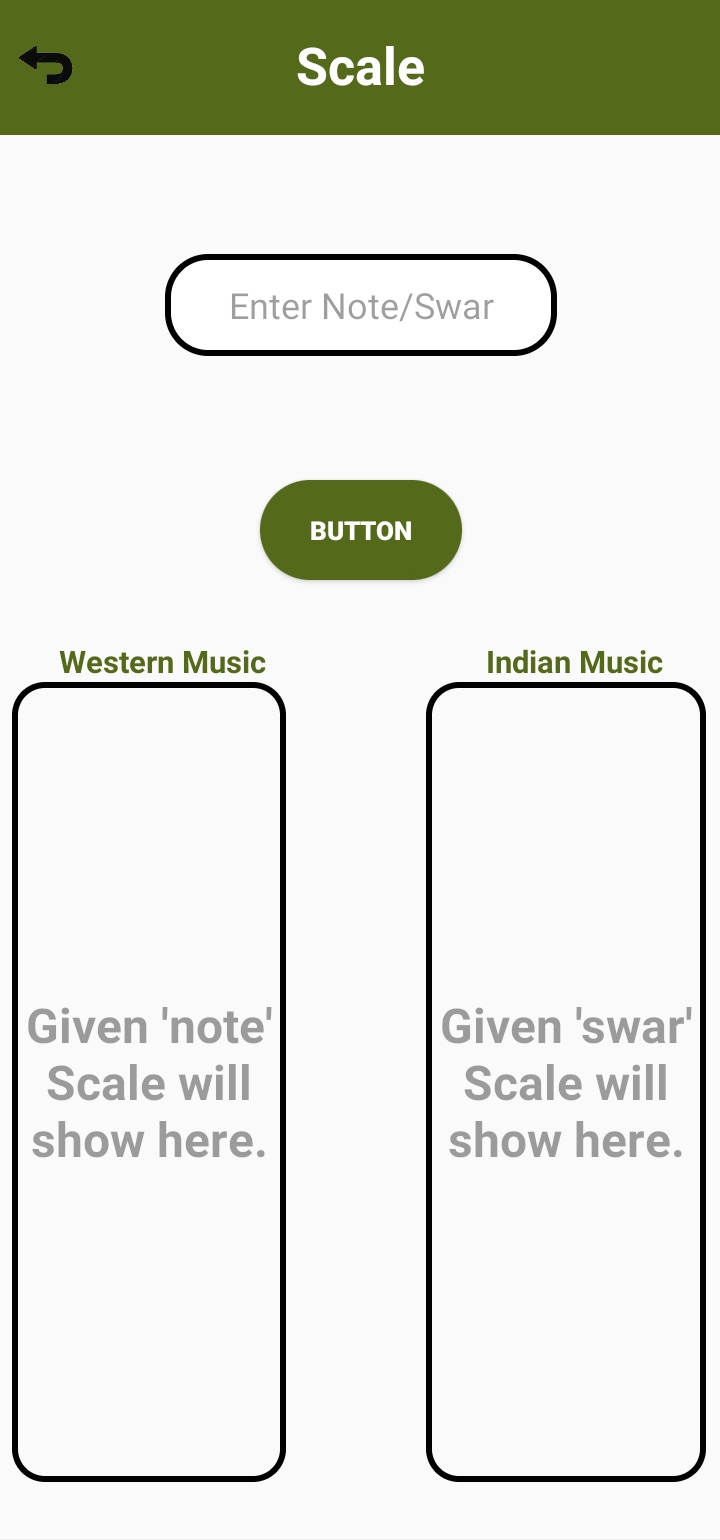 Scale
Enter Note/Swar
BUTTON
Western Music
Indian Music
Given 'note'
Scale will
show here.
Given 'swar'
Scale will
show here.